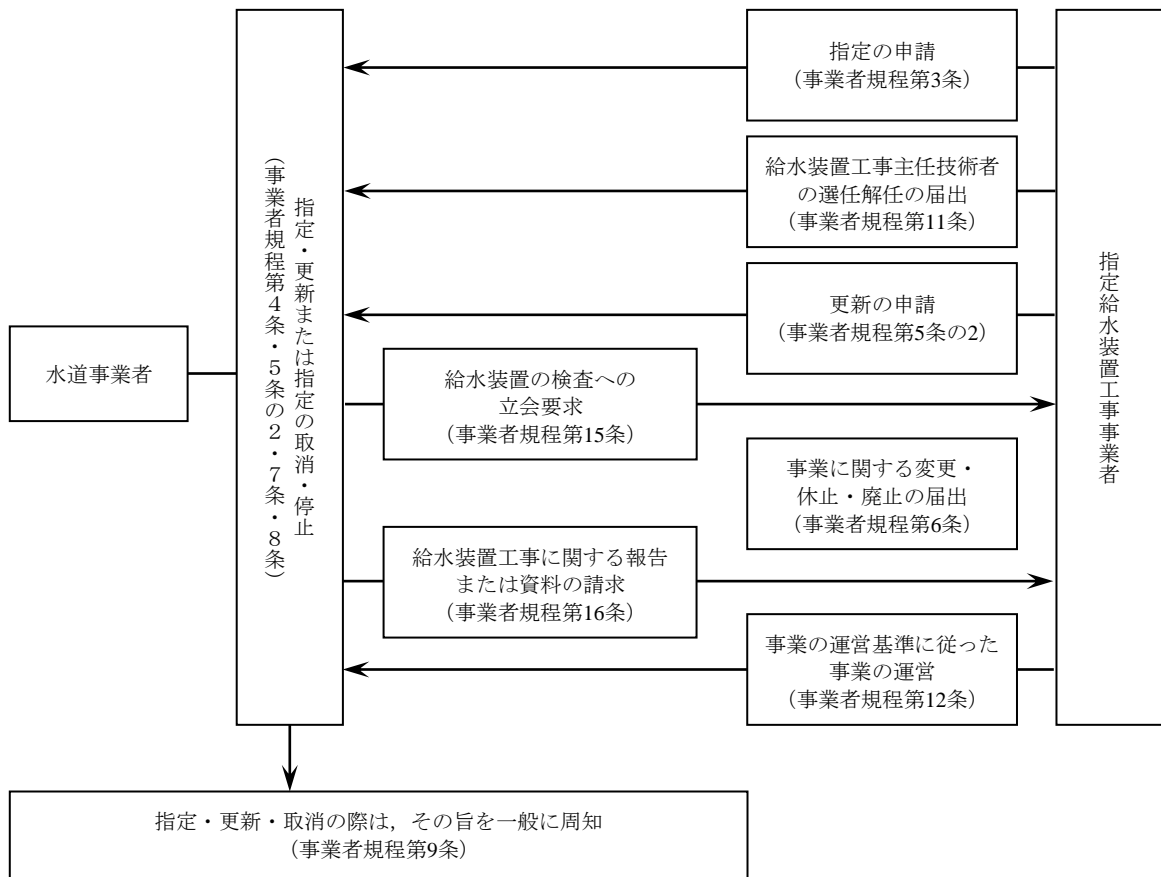 指定の申請
（事業者規程第3条）
給水装置工事主任技術者
の選任解任の届出
（事業者規程第11条）
更新の申請
（事業者規程第5条の2）
水道事業者
指定・更新または指定の取消・停止
（事業者規程第４条・５条の２・７条・８条）
給水装置の検査への
立会要求
（事業者規程第15条）
指定給水装置工事事業者
事業に関する変更・
休止・廃止の届出
（事業者規程第6条）
給水装置工事に関する報告
または資料の請求
（事業者規程第16条）
事業の運営基準に従った
事業の運営
（事業者規程第12条）
指定・更新・取消の際は，その旨を一般に周知
（事業者規程第9条）